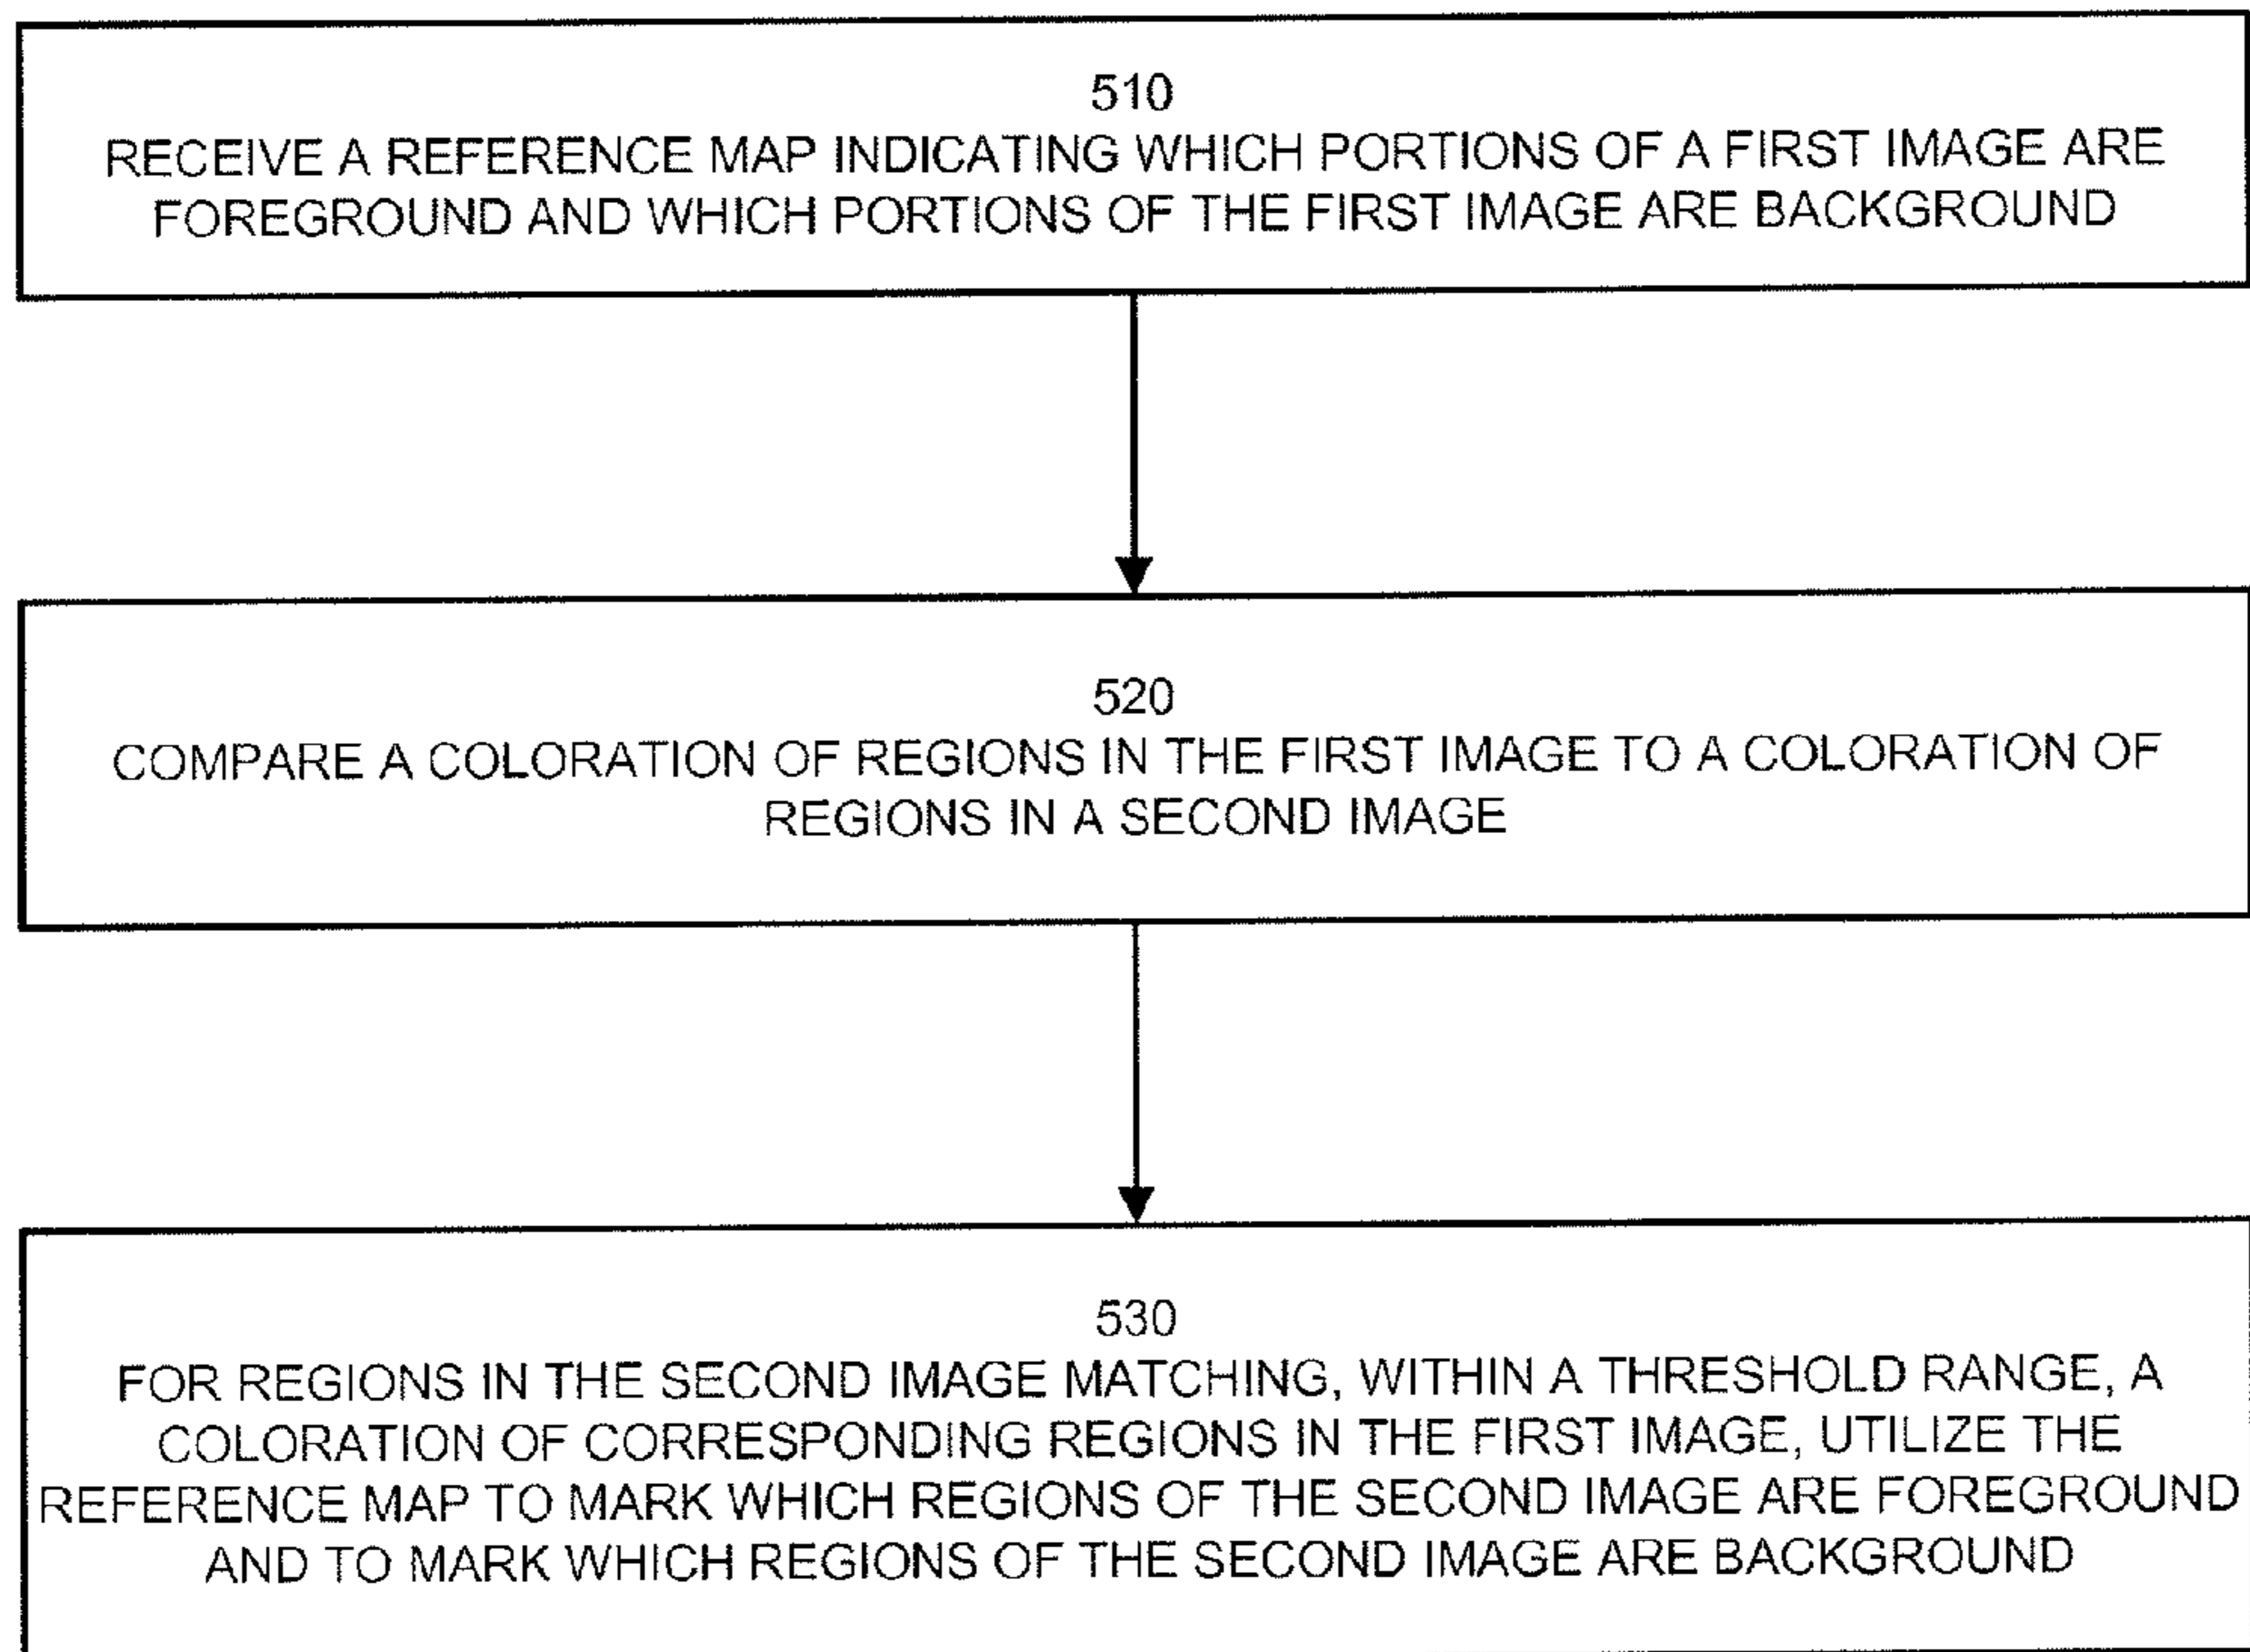 510
RECEIVE A REFERENCE MAP INDICATING WHICH PORTIONS OF A FIRST IMAGE ARE
FOREGROUND AND WHICH PORTIONS OF THE FIRST IMAGE ARE BACKGROUND
520
COMPARE A COLORATION OF REGIONS IN THE FIRST IMAGE TO A COLORATION OF
REGIONS IN A SECOND IMAGE
530
FOR REGIONS IN THE SECOND IMAGE MATCHING, WITHIN A THRESHOLD RANGE, A
COLORATION OF CORRESPONDING REGIONS IN THE FIRST IMAGE, UTILIZE THE
REFERENCE MAP TO MARK WHICH REGIONS OF THE SECOND IMAGE ARE FOREGROUND
AND TO MARK WHICH REGIONS OF THE SECOND IMAGE ARE BACKGROUND